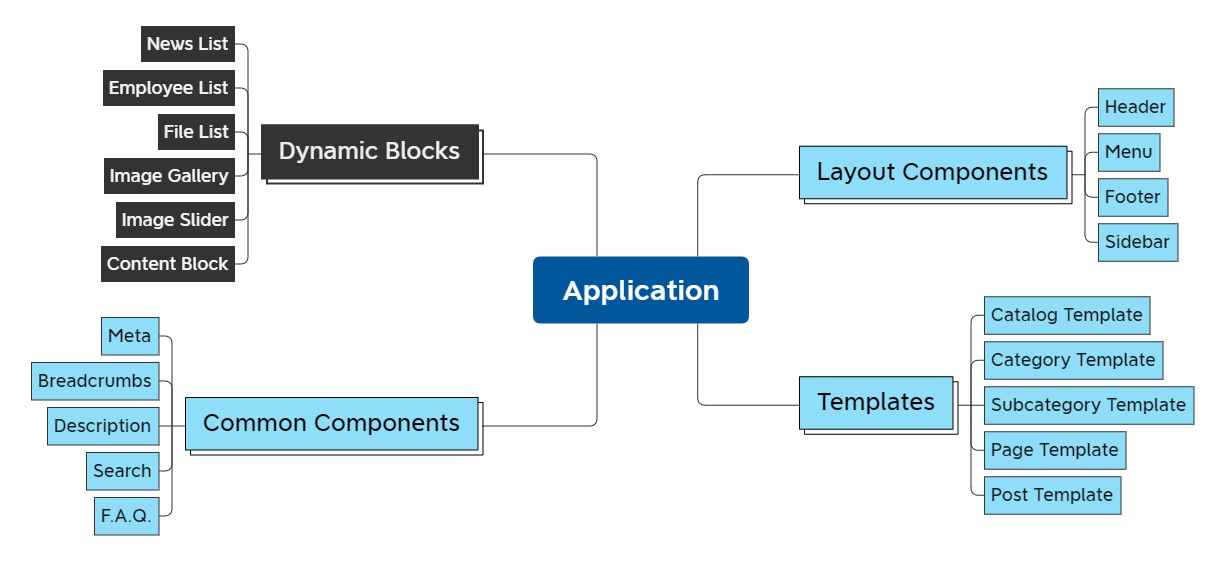 News List
Employee List
File List
Image Gallery
Image Slider
Content Block
Dynamic Blocks
Meta
Breadcrumbs
Description
Search
F.A.Q.
Common Components
Application
Layout Components
Header
Menu
Footer
Sidebar
Templates
Catalog Template
Category Template
Subcategory Template
Page Template
Post Template